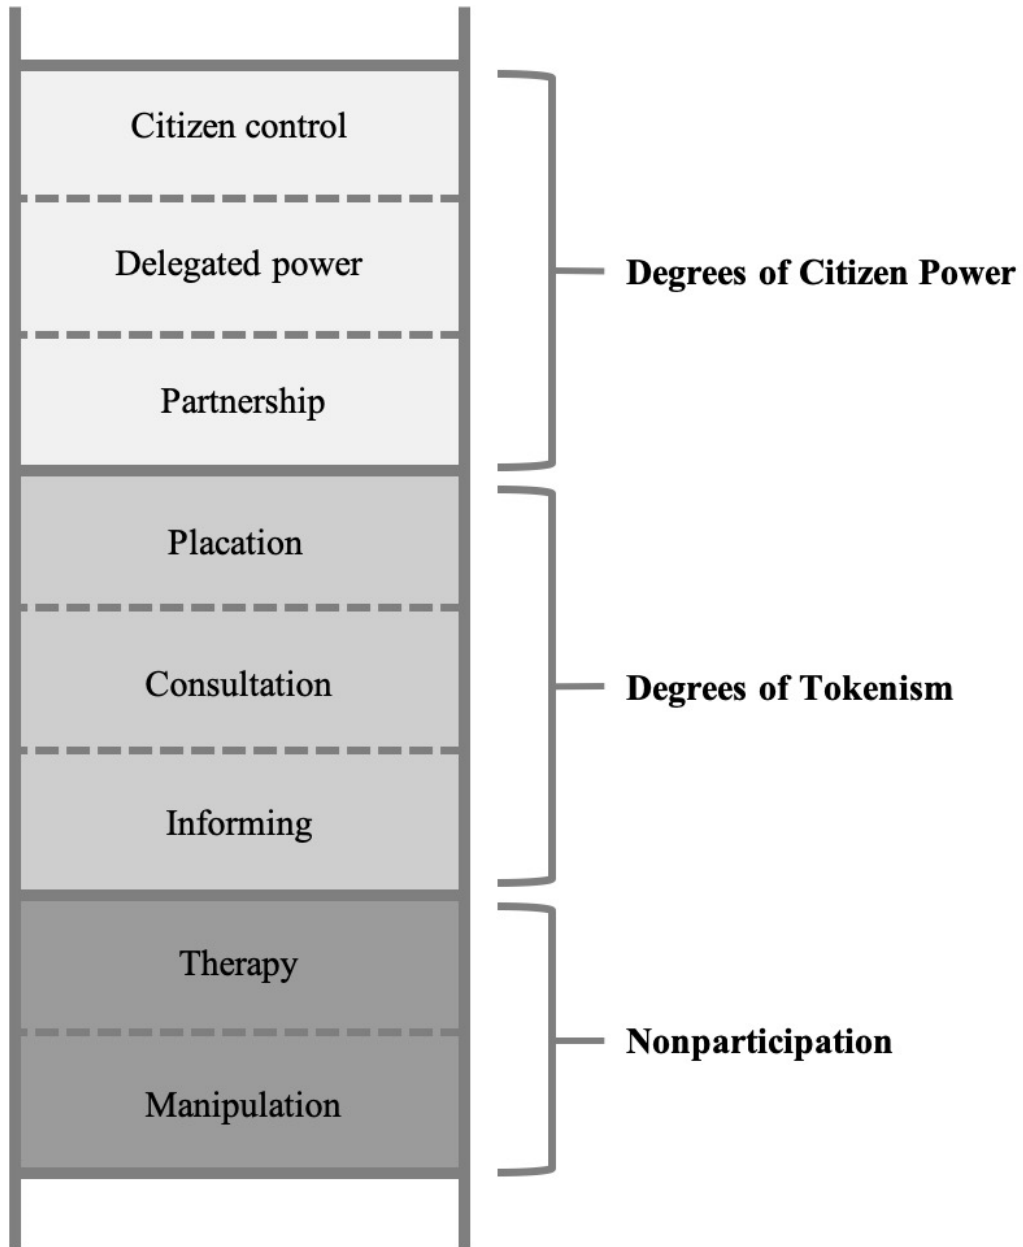 Citizen control
Delegated power
Partnership
Degrees of Citizen Power
Placation
Consultation
Informing
Degrees of Tokenism
Therapy
Manipulation
Nonparticipation